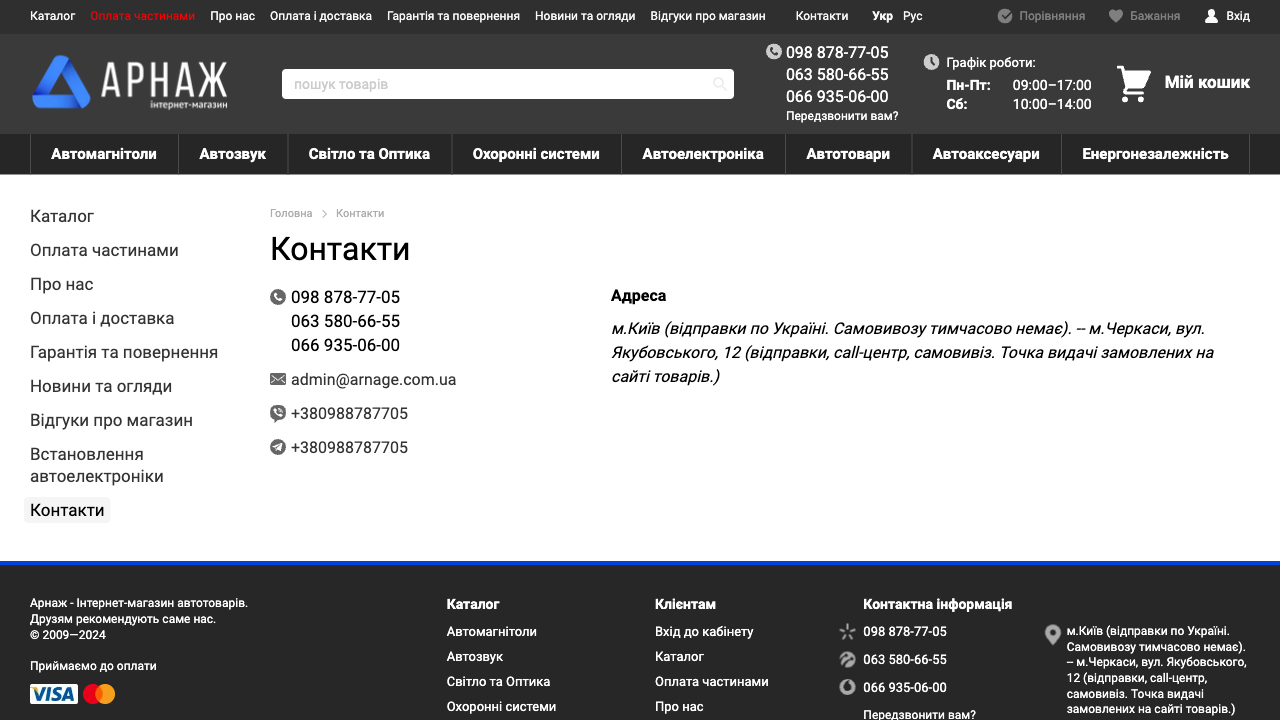 Каталог Оплата частинами Про нас Оплата і доставка Гарантія та повернення Новини та огляди Відгуки про магазин Контакти Укр Рус Порівняння Бажання Вхід
АРНАЖ
інтернет-магазин
пошук товарів
098 878-77-05
063 580-66-55
066 935-06-00
Передзвонити вам?
Графік роботи:
Пн-Пт: 09:00–17:00
Сб: 10:00–14:00
Мій кошик
Автомагнітоли Автозвук Світло та Оптика Охоронні системи Автоелектроніка Автотовари Автоаксесуари Енергонезалежність
Каталог
Оплата частинами
Про нас
Оплата і доставка
Гарантія та повернення
Новини та огляди
Відгуки про магазин
Встановлення
автоелектроніки
Контакти
Головна Контакти
Контакти
098 878-77-05
063 580-66-55
066 935-06-00
admin@arnage.com.ua
+380988787705
+380988787705
Адреса
м.Київ (відправки по Україні. Самовивозу тимчасово немає). -- м.Черкаси, вул.
Якубовського, 12 (відправки, call-центр, самовивіз. Точка видачі замовлених на
сайті товарів.)
Арнаж - Інтернет-магазин автотоварів.
Друзям рекомендують саме нас.
© 2009—2024
Приймаємо до оплати
VISA
Каталог
Автомагнітоли
Автозвук
Світло та Оптика
Охоронні системи
Клієнтам
Вхід до кабінету
Каталог
Оплата частинами
Про нас
Контактна інформація
098 878-77-05
063 580-66-55
066 935-06-00
Передзвонити вам?
м.Київ (відправки по Україні.
Самовивозу тимчасово немає).
-- м.Черкаси, вул. Якубовського,
12 (відправки, call-центр,
самовивіз. Точка видачі
замовлених на сайті товарів.)